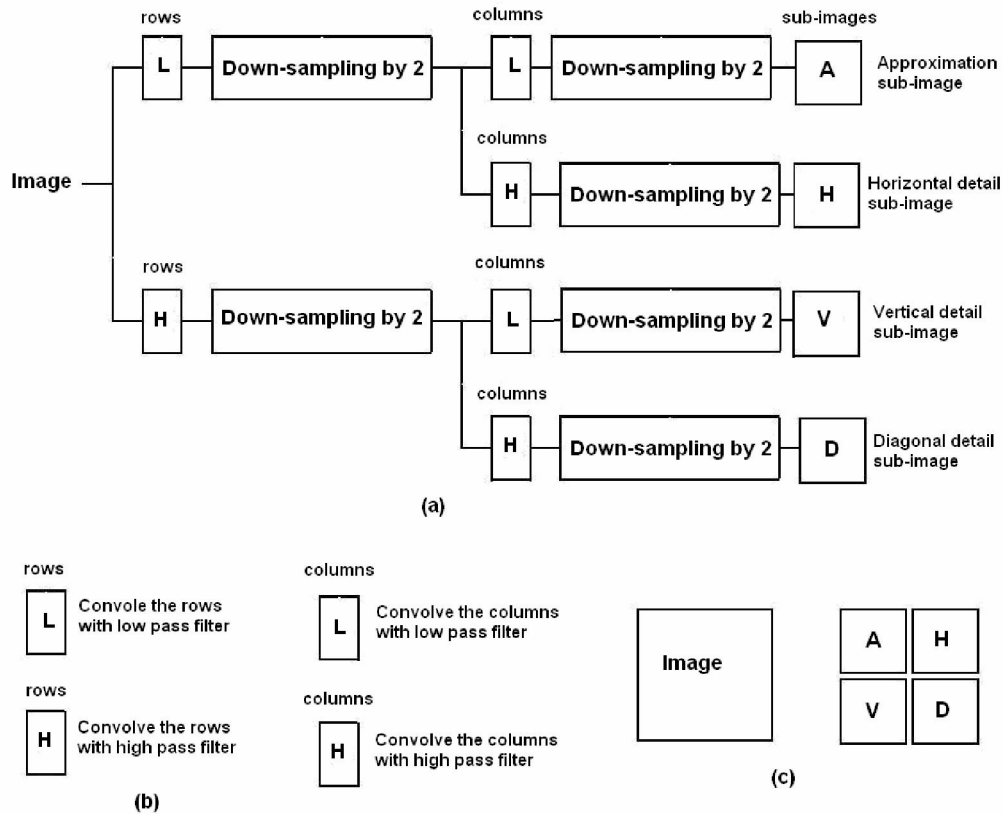 rows
columns
sub-images
L
Down-sampling by 2
L
Down-sampling by 2
A
Approximation
sub-image
columns
Image
H
Down-sampling by 2
H
Horizontal detail
sub-image
rows
columns
H
Down-sampling by 2
L
Down-sampling by 2
V
Vertical detail
sub-image
columns
H
Down-sampling by 2
D
Diagonal detail
sub-image
(a)
rows
L
Convole the rows
with low pass filter
columns
L
Convolve the columns
with low pass filter
rows
H
Convolve the rows
with high pass filter
columns
H
Convolve the columns
with high pass filter
(b)
Image
A
H
V
D
(c)